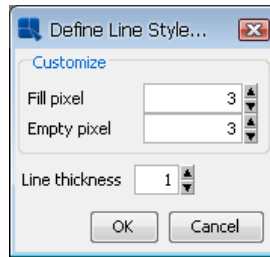 Define Line Style...
Customize
Fill pixel 3
Empty pixel 3
Line thickness 1
OK Cancel